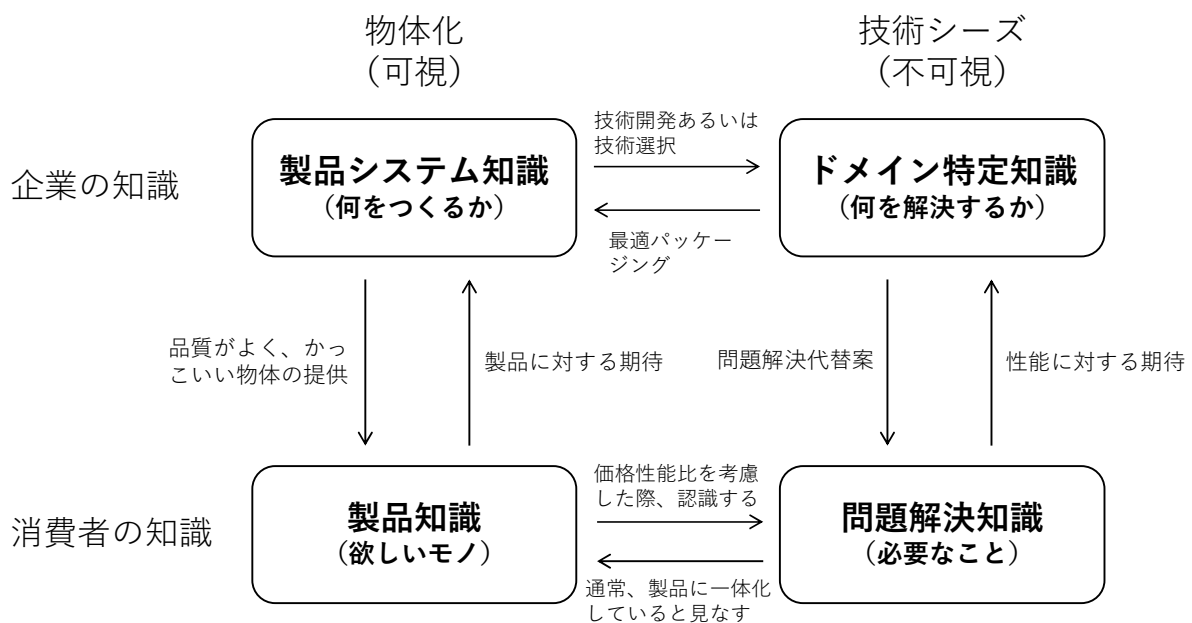 物体化
(可視)
技術シーズ
(不可視)
企業の知識
製品システム知識
(何をつくるか)
技術開発あるいは
技術選択
最適パッケー
ジング
ドメイン特定知識
(何を解決するか)
品質がよく、かっ
こいい物体の提供
製品に対する期待
問題解決代替案
性能に対する期待
消費者の知識
製品知識
(欲しいモノ)
価格性能比を考慮
した際、認識する
通常、製品に一体化
していると見なす
問題解決知識
(必要なこと)